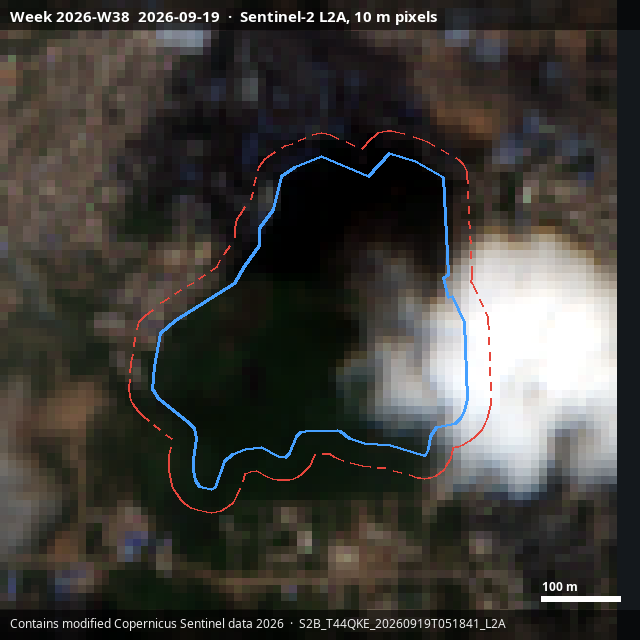 Week 2026-W38  2026-09-19  ·  Sentinel-2 L2A, 10 m pixels
100 m
Contains modified Copernicus Sentinel data 2026  ·  S2B_T44QKE_20260919T051841_L2A